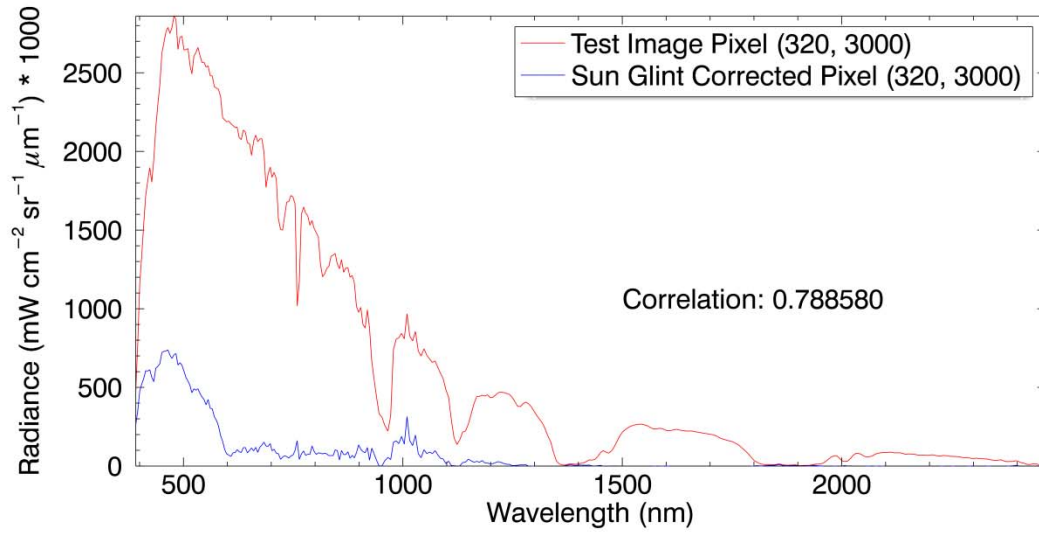 Radiance (mW cm⁻² sr⁻¹ μm⁻¹) * 1000
2500
2000
1500
1000
500
0
Test Image Pixel (320, 3000)
Sun Glint Corrected Pixel (320, 3000)
Correlation: 0.788580
500 1000 1500 2000
Wavelength (nm)